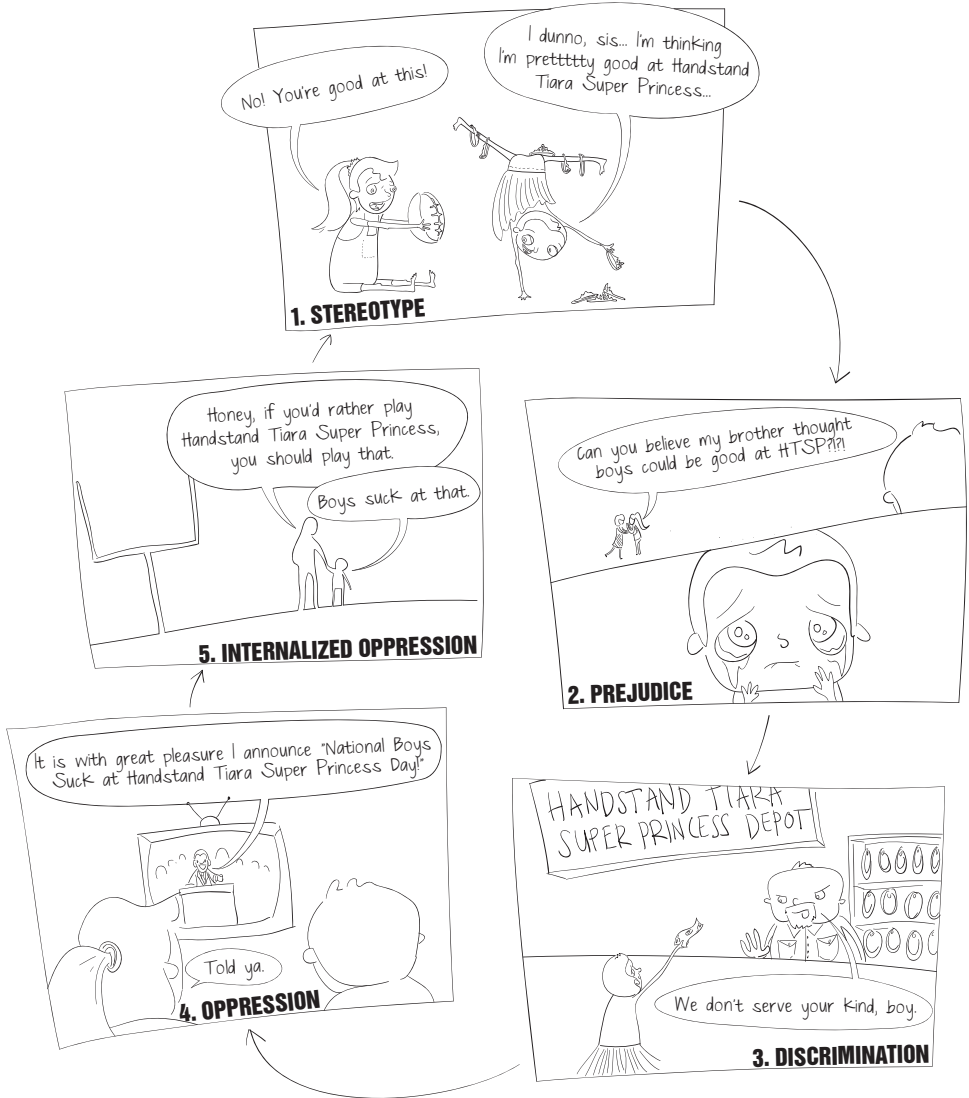 No! You're good at this!
I dunno, sis... I'm thinking
I'm prettttty good at Handstand
Tiara Super Princess...
1. STEREOTYPE
Can you believe my brother thought
boys could be good at HTSP?!?!
2. PREJUDICE
HANDSTAND TIARA
SUPER PRINCESS DEPOT
We don't serve your kind, boy.
3. DISCRIMINATION
It is with great pleasure I announce "National Boys
Suck at Handstand Tiara Super Princess Day!"
Told ya.
4. OPPRESSION
Honey, if you'd rather play
Handstand Tiara Super Princess,
you should play that.
Boys suck at that.
5. INTERNALIZED OPPRESSION